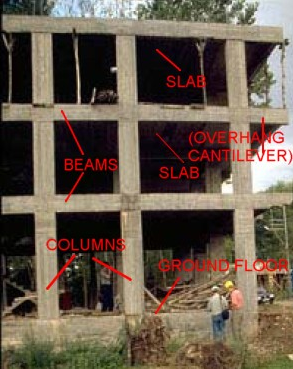 SLAB
(OVERHANG
CANTILEVER)
BEAMS
SLAB
COLUMNS
GROUND FLOOR